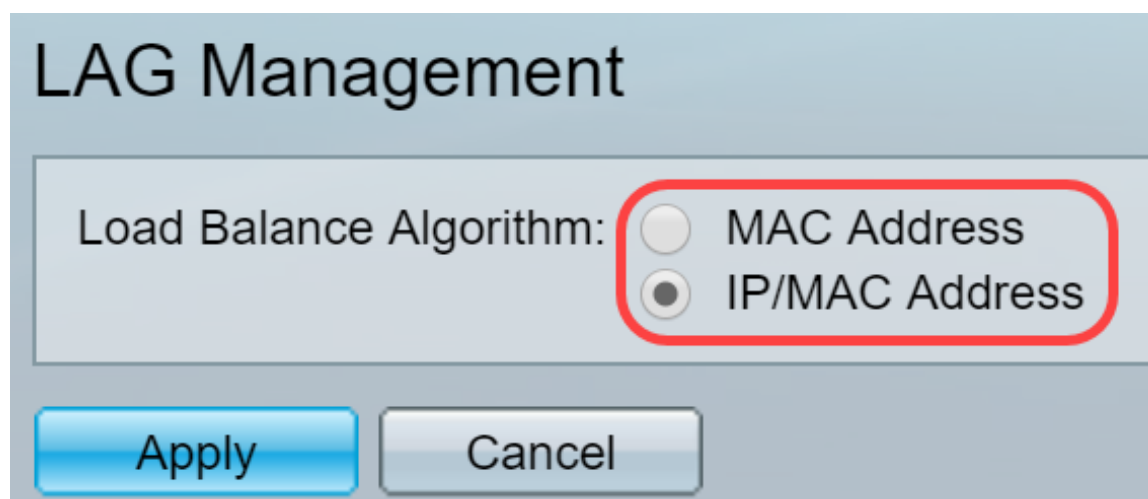 LAG Management
Load Balance Algorithm: MAC Address
IP/MAC Address
Apply Cancel